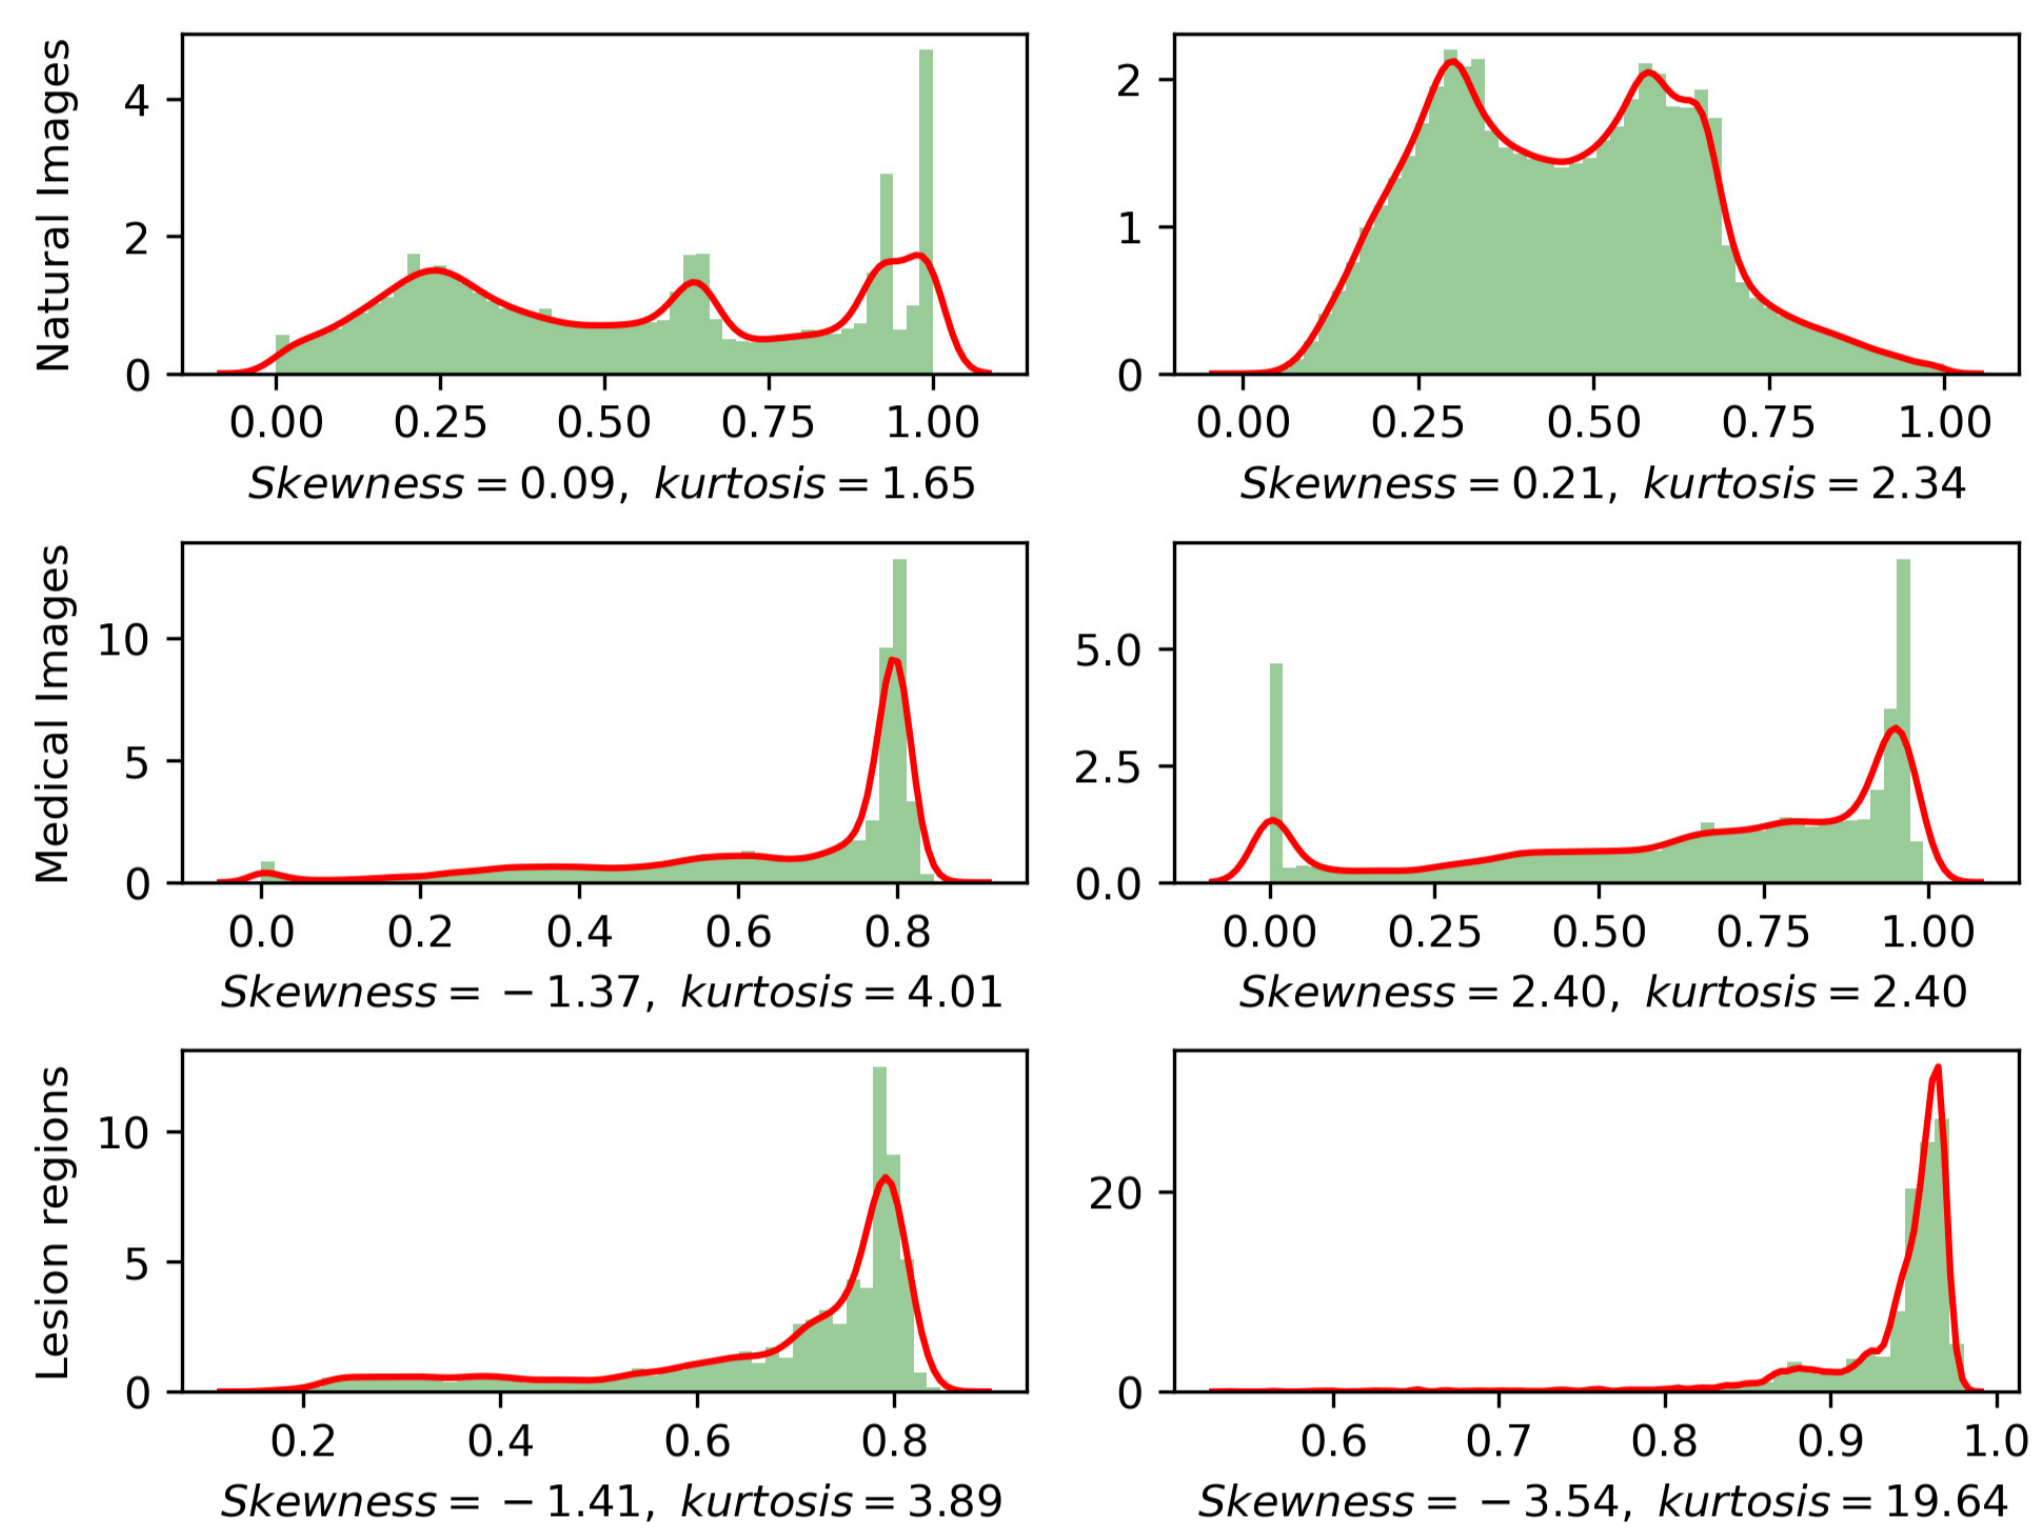 Natural Images
4
2
0
0.00 0.25 0.50 0.75 1.00
Skewness = 0.09, kurtosis = 1.65
2
1
0
0.00 0.25 0.50 0.75 1.00
Skewness = 0.21, kurtosis = 2.34
Medical Images
10
5
0
0.0 0.2 0.4 0.6 0.8
Skewness = −1.37, kurtosis = 4.01
5.0
2.5
0.0
0.00 0.25 0.50 0.75 1.00
Skewness = 2.40, kurtosis = 2.40
Lesion regions
10
5
0
0.2 0.4 0.6 0.8
Skewness = −1.41, kurtosis = 3.89
20
0
0.6 0.7 0.8 0.9 1.0
Skewness = −3.54, kurtosis = 19.64